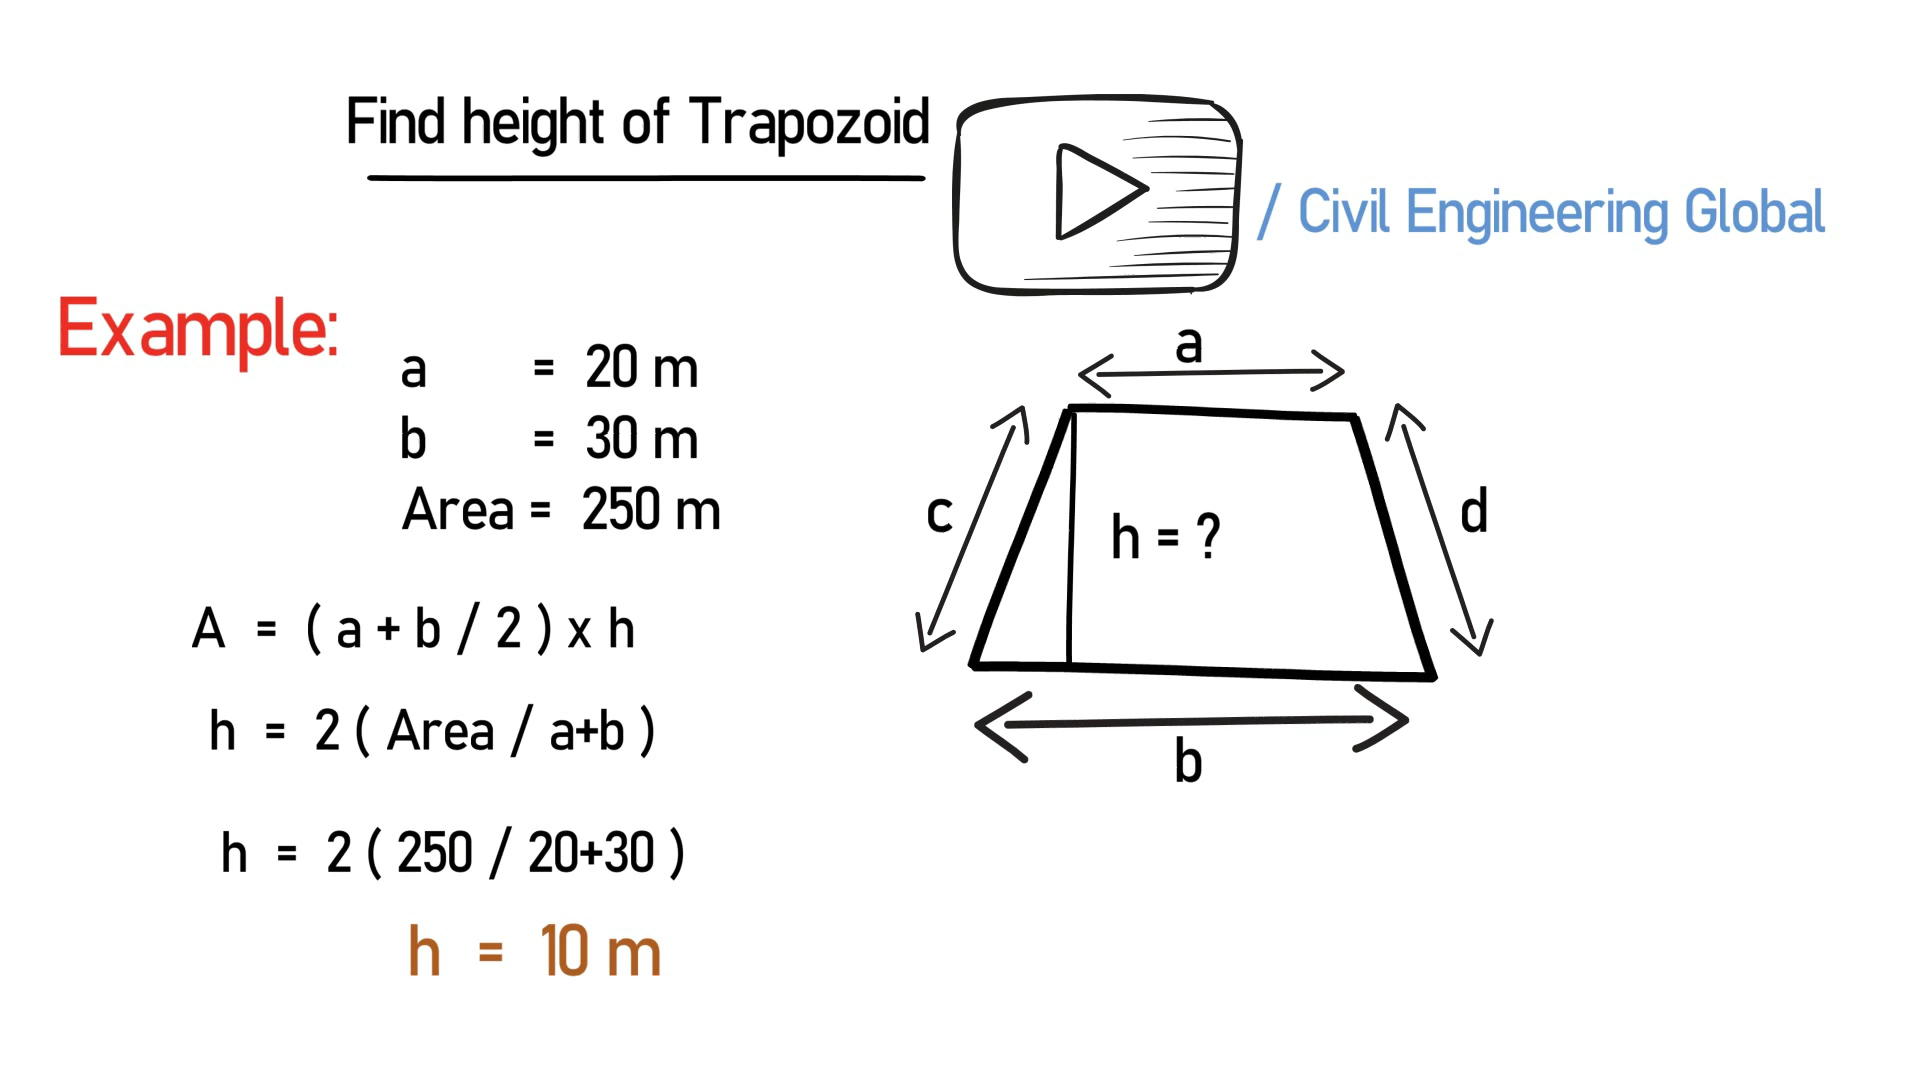 Find height of Trapozoid
/ Civil Engineering Global
Example:
a = 20 m
b = 30 m
Area = 250 m
A = ( a + b / 2 ) x h
h = 2 ( Area / a+b )
h = 2 ( 250 / 20+30 )
h = 10 m
a
c
h = ?
d
b